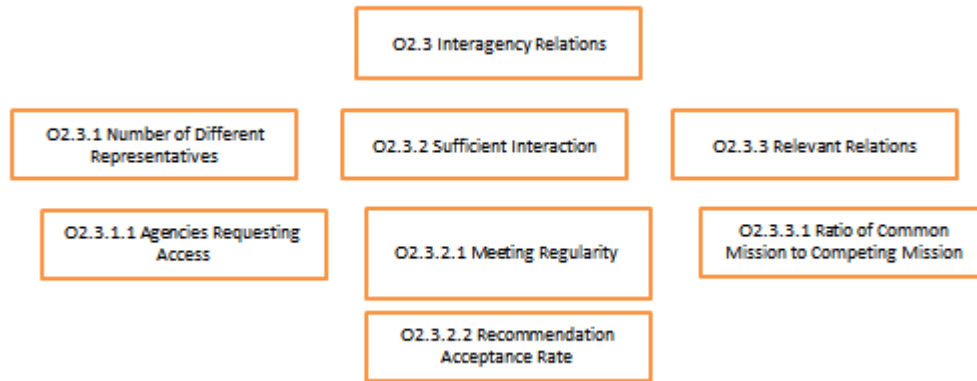 O2.3 Interagency Relations
O2.3.1 Number of Different
Representatives
O2.3.2 Sufficient Interaction
O2.3.3 Relevant Relations
O2.3.1.1 Agencies Requesting
Access
O2.3.2.1 Meeting Regularity
O2.3.3.1 Ratio of Common
Mission to Competing Mission
O2.3.2.2 Recommendation
Acceptance Rate